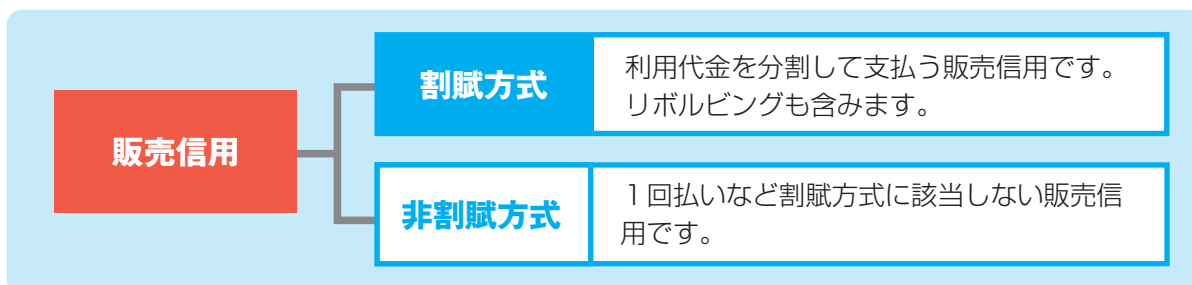 販売信用
割賦方式
利用代金を分割して支払う販売信用です。
リボルビングも含みます。
非割賦方式
1回払いなど割賦方式に該当しない販売信
用です。